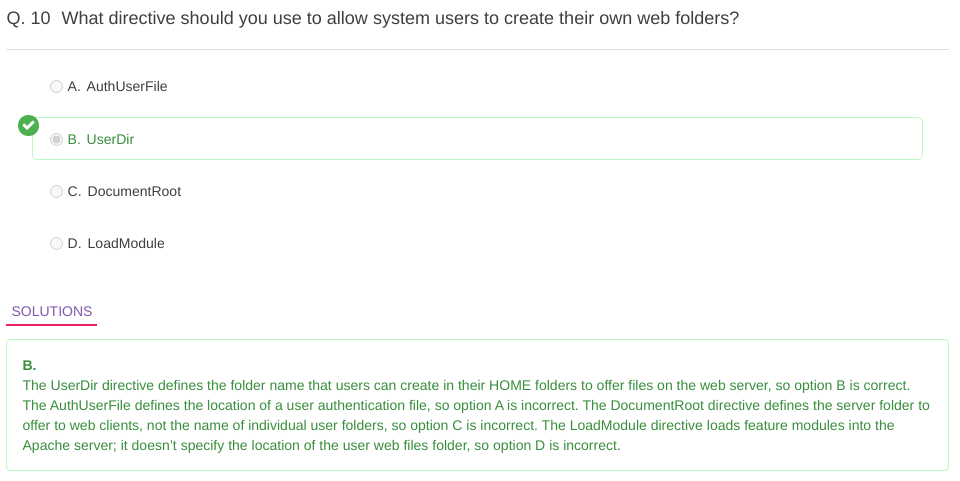 Q. 10 What directive should you use to allow system users to create their own web folders?
A. AuthUserFile
B. UserDir
C. DocumentRoot
D. LoadModule
SOLUTIONS
B.
The UserDir directive defines the folder name that users can create in their HOME folders to offer files on the web server, so option B is correct.
The AuthUserFile defines the location of a user authentication file, so option A is incorrect. The DocumentRoot directive defines the server folder to
offer to web clients, not the name of individual user folders, so option C is incorrect. The LoadModule directive loads feature modules into the
Apache server; it doesn’t specify the location of the user web files folder, so option D is incorrect.